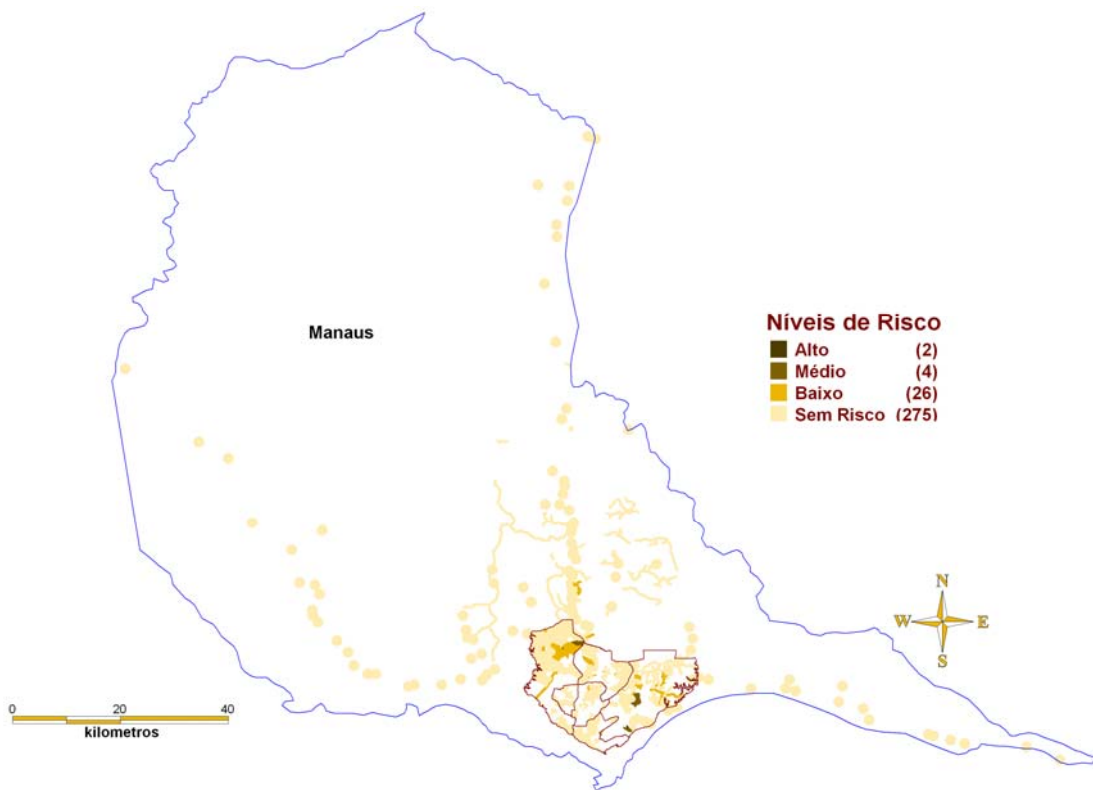 Manaus
Níveis de Risco
Alto (2)
Médio (4)
Baixo (26)
Sem Risco (275)
N
W E
S
0 20 40
kilometros